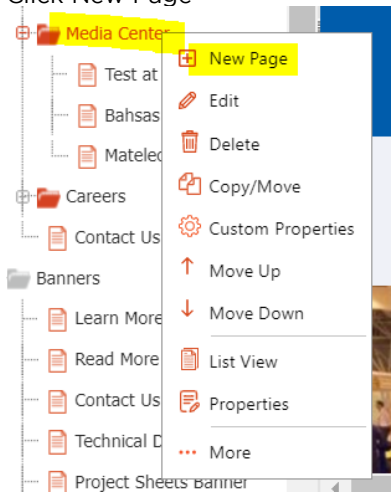 Click New Page
Media Center
New Page
Test at
Edit
Bahsas
Delete
Copy/Move
Careers
Custom Properties
Contact Us
Move Up
Banners
Move Down
Learn More
Read More
List View
Contact Us
Properties
Technical D
More
Project Sheets Banner